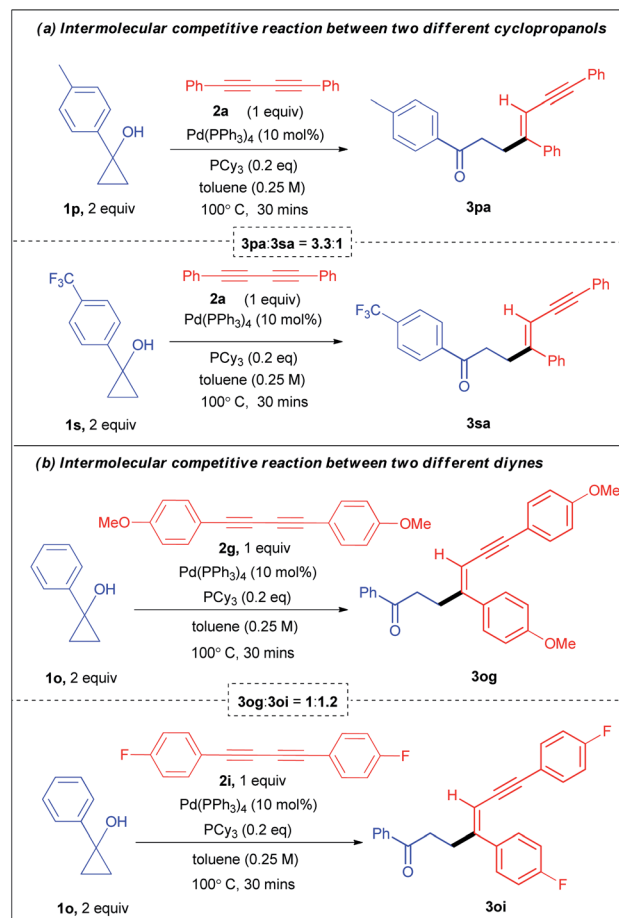 (a) Intermolecular competitive reaction between two different cyclopropanols
OH
1p, 2 equiv
Ph Ph
2a (1 equiv)
Pd(PPh3)4 (10 mol%)
PCy3 (0.2 eq)
toluene (0.25 M)
100° C, 30 mins
O
H
Ph
Ph
3pa
3pa:3sa = 3.3:1
F3C
OH
1s, 2 equiv
Ph Ph
2a (1 equiv)
Pd(PPh3)4 (10 mol%)
PCy3 (0.2 eq)
toluene (0.25 M)
100° C, 30 mins
F3C
O
H
Ph
Ph
3sa
(b) Intermolecular competitive reaction between two different diynes
OH
1o, 2 equiv
MeO OMe
2g, 1 equiv
Pd(PPh3)4 (10 mol%)
PCy3 (0.2 eq)
toluene (0.25 M)
100° C, 30 mins
Ph
O
H
OMe
OMe
3og
3og:3oi = 1:1.2
OH
1o, 2 equiv
F F
2i, 1 equiv
Pd(PPh3)4 (10 mol%)
PCy3 (0.2 eq)
toluene (0.25 M)
100° C, 30 mins
Ph
O
H
F
F
3oi